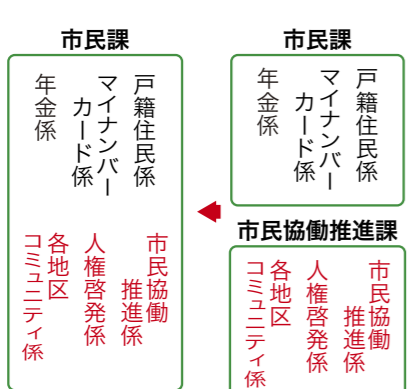 市民課
戸籍住民係
マイナンバー
カード係
年金係
市民協働
推進係
人権啓発係
各地区
コミュニティ係
市民課
戸籍住民係
マイナンバー
カード係
年金係
市民協働推進課
市民協働
推進係
人権啓発係
各地区
コミュニティ係